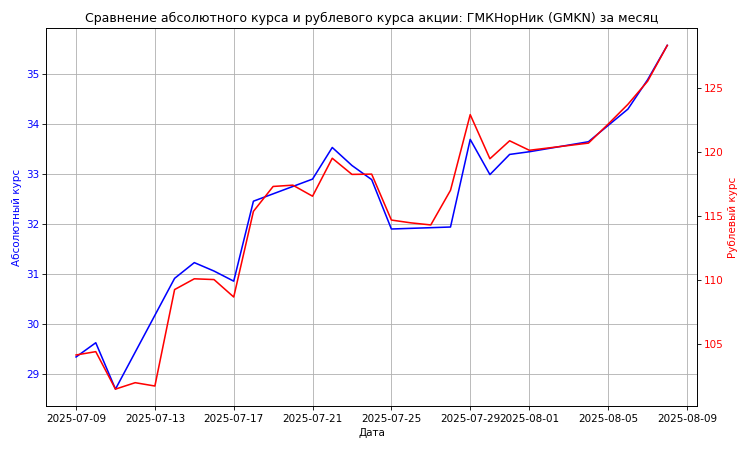 Сравнение абсолютного курса и рублевого курса акции: ГМКНорНик (GMKN) за месяц
Абсолютный курс
35
34
33
32
31
30
29
Рублевый курс
125
120
115
110
105
2025-07-09 2025-07-13 2025-07-17 2025-07-21 2025-07-25 2025-07-29 2025-08-01 2025-08-05 2025-08-09
Дата